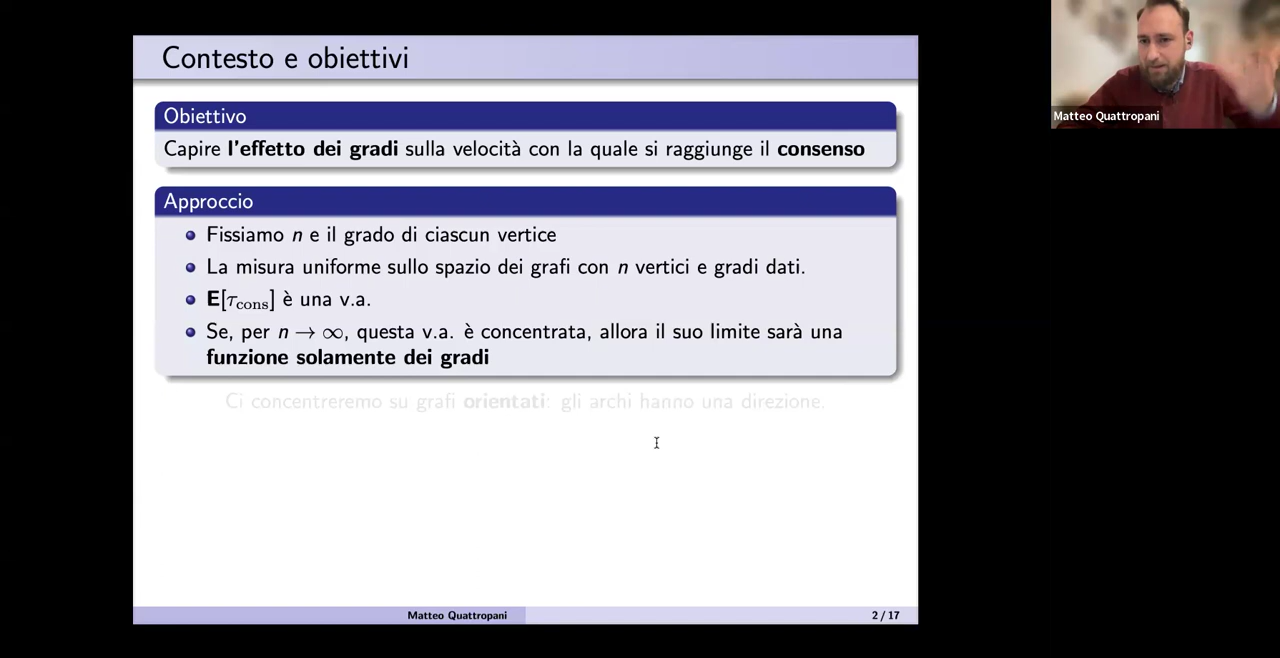 Contesto e obiettivi
Matteo Quattropani
Obiettivo
Capire l'effetto dei gradi sulla velocità con la quale si raggiunge il consenso
Approccio
Fissiamo n e il grado di ciascun vertice
La misura uniforme sullo spazio dei grafi con n vertici e gradi dati.
E[τcons] è una v.a.
Se, per n → ∞, questa v.a. è concentrata, allora il suo limite sarà una
funzione solamente dei gradi
Ci concentreremo su grafi orientati: gli archi hanno una direzione.
Matteo Quattropani
2 / 17